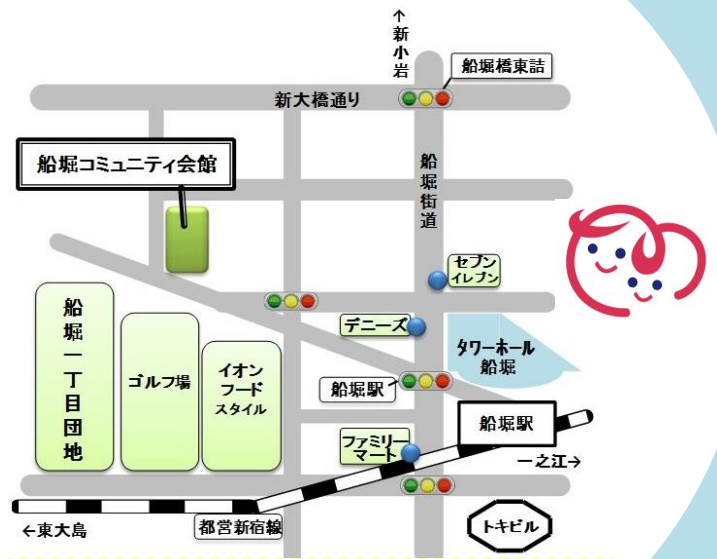 ↑
新
小
岩
船堀橋東詰
新大橋通り
船堀コミュニティ会館
船
堀
街
道
セブン
イレブン
船
堀
一
丁
目
団
地
ゴルフ場
イオン
フード
スタイル
デニーズ
タワーホール
船堀
船堀駅
船堀駅
ファミリー
マート
一之江→
←東大島
都営新宿線
トキビル